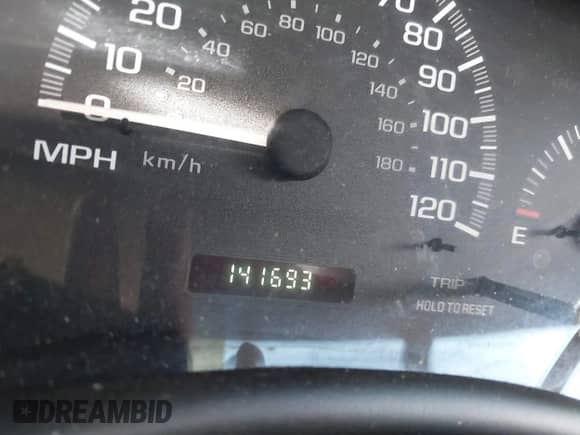 20 40 60 80 100 120 140 160 180
0 10 20 70 80 90 100 110 120
MPH km/h
E
141693
TRIP
HOLD TO RESET
DREAMBID